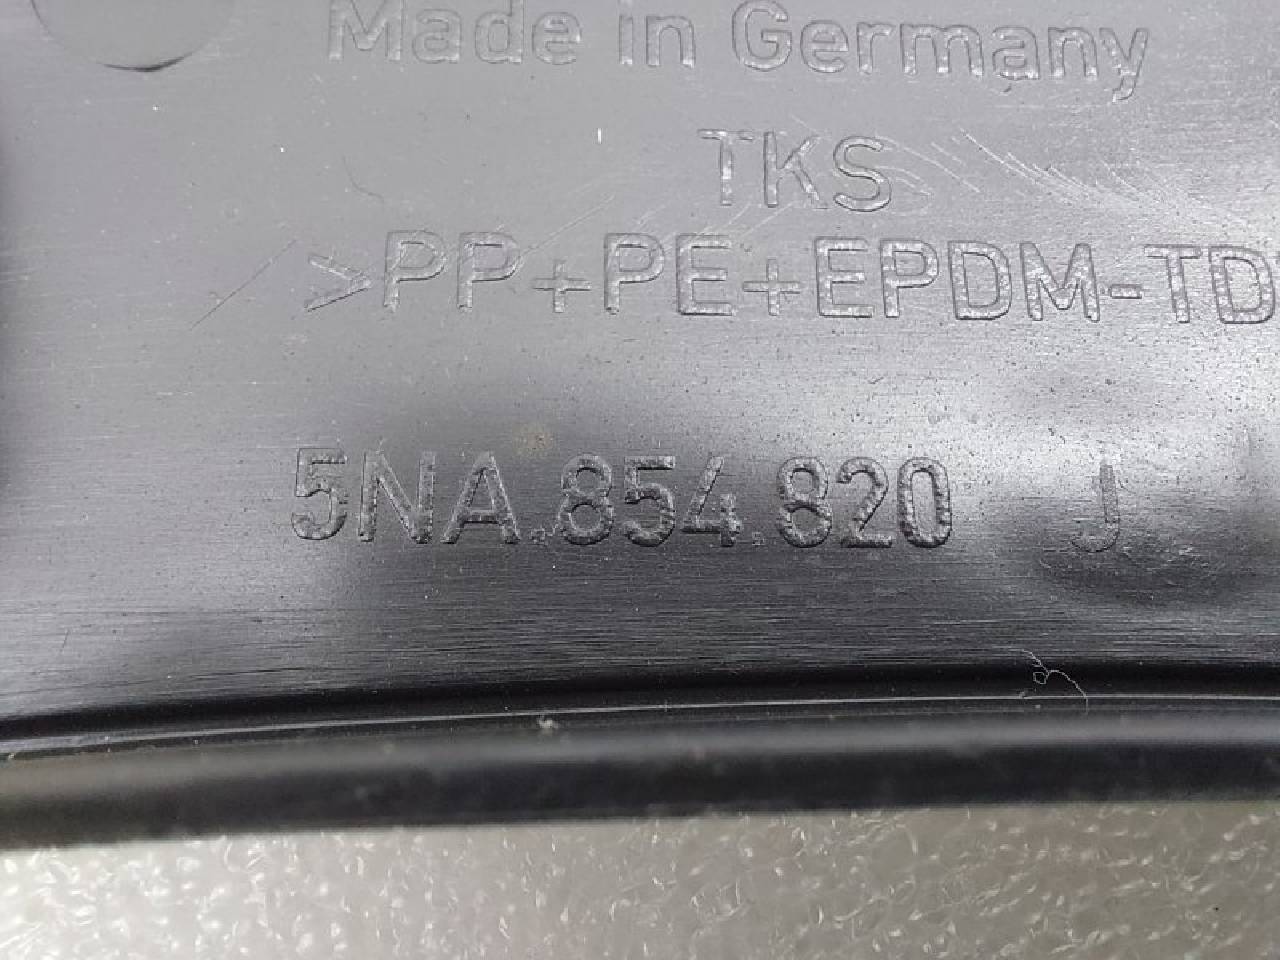 Made in Germany
TKS
>PP+PE+EPDM-TD
5NA.854.820 J